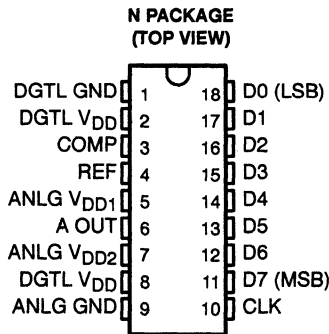 N PACKAGE
(TOP VIEW)
DGTL GND 1 18 D0 (LSB)
DGTL VDD 2 17 D1
COMP 3 16 D2
REF 4 15 D3
ANLG VDD1 5 14 D4
A OUT 6 13 D5
ANLG VDD2 7 12 D6
DGTL VDD 8 11 D7 (MSB)
ANLG GND 9 10 CLK